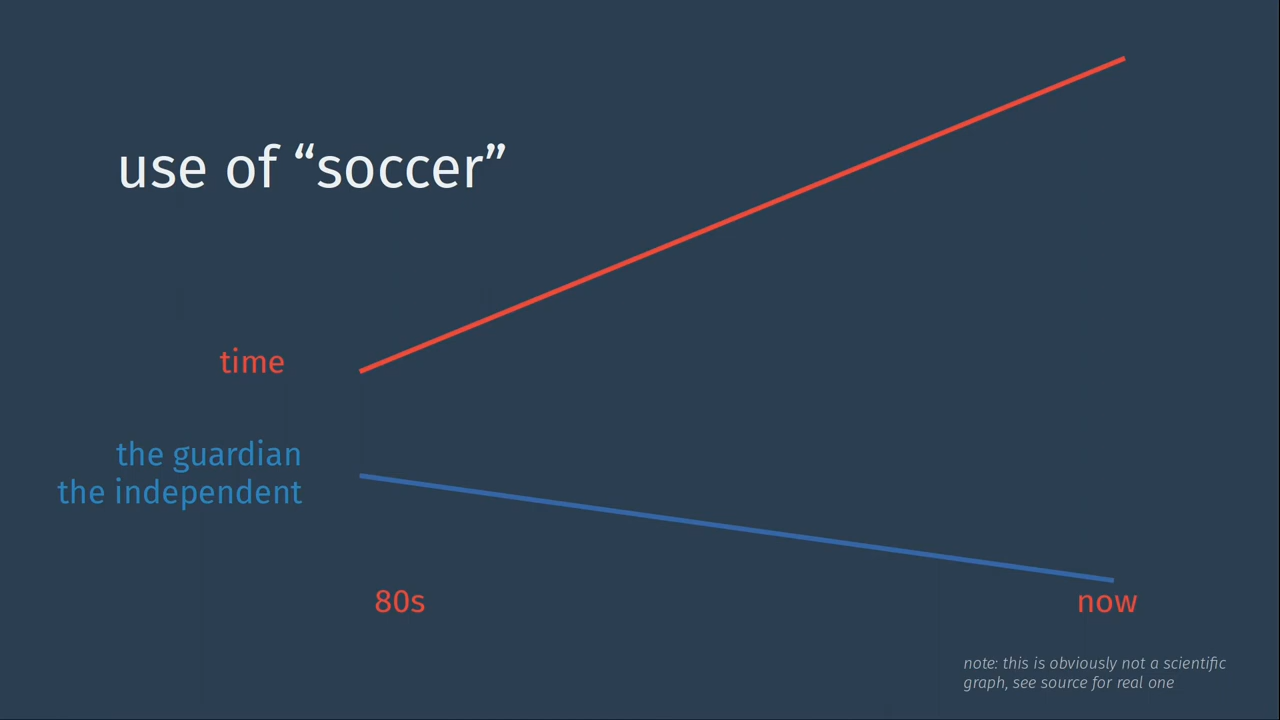 use of “soccer”
time
the guardian
the independent
80s
now
note: this is obviously not a scientific
graph, see source for real one